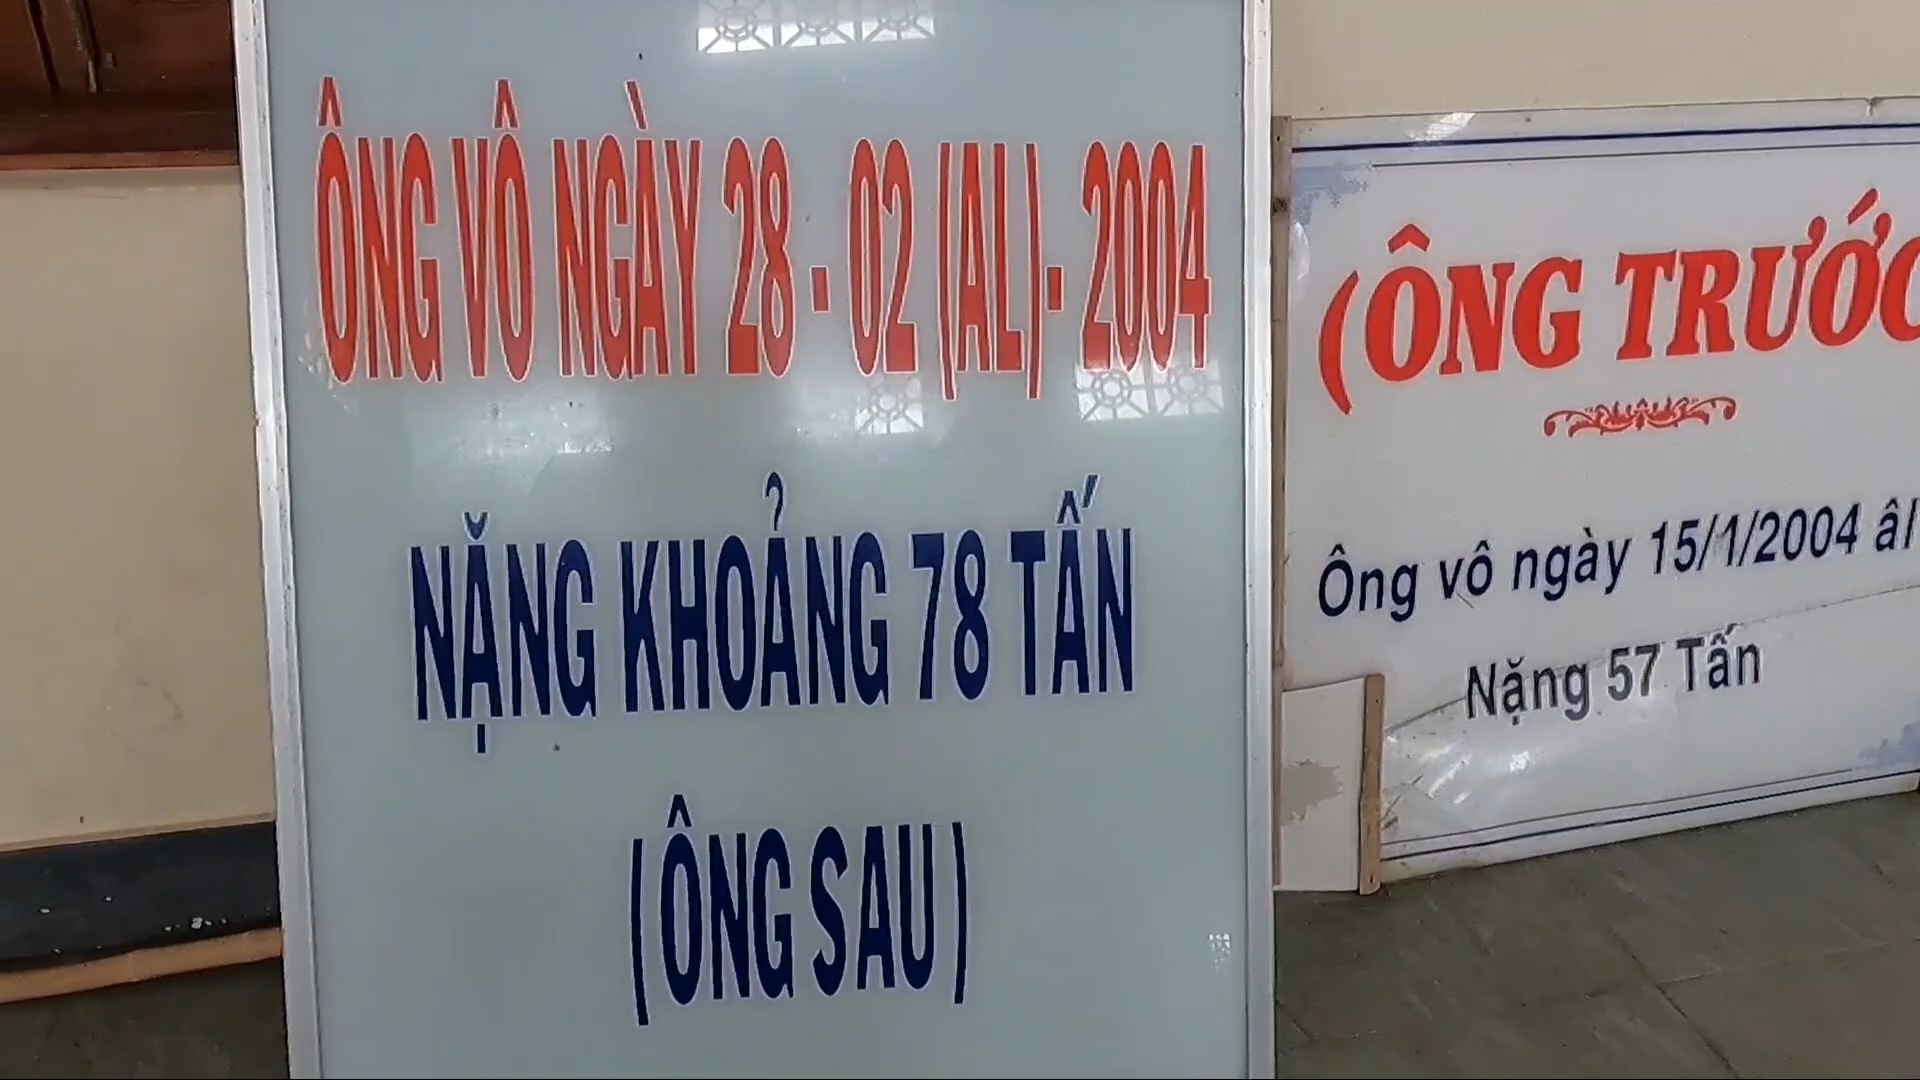 ÔNG VÔ NGÀY 28 - 02 (AL)- 2004
NẶNG KHOẢNG 78 TẤN
(ÔNG SAU)
(ÔNG TRƯỚC
Ông vô ngày 15/1/2004 âl
Nặng 57 Tấn